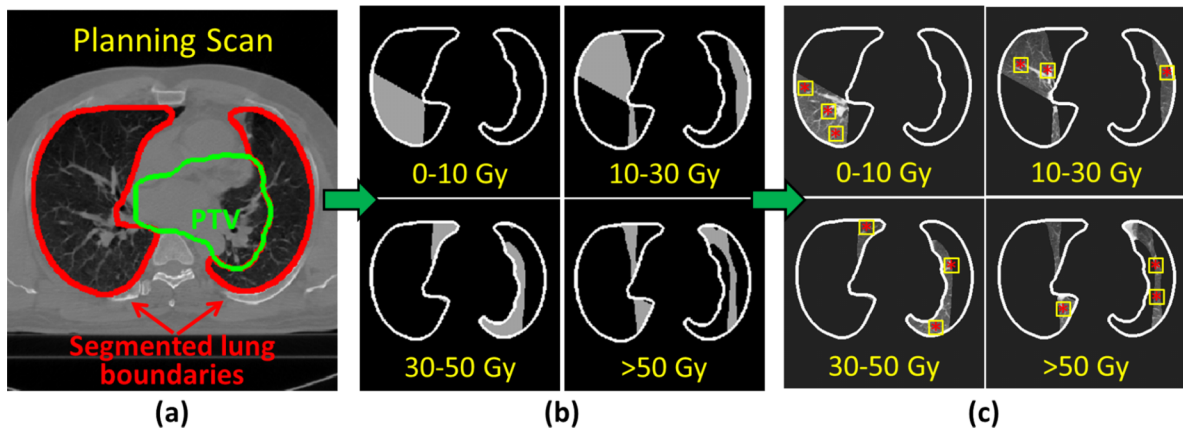 Planning Scan
PTV
Segmented lung
boundaries
(a)
0-10 Gy
10-30 Gy
30-50 Gy
>50 Gy
(b)
0-10 Gy
10-30 Gy
30-50 Gy
>50 Gy
(c)